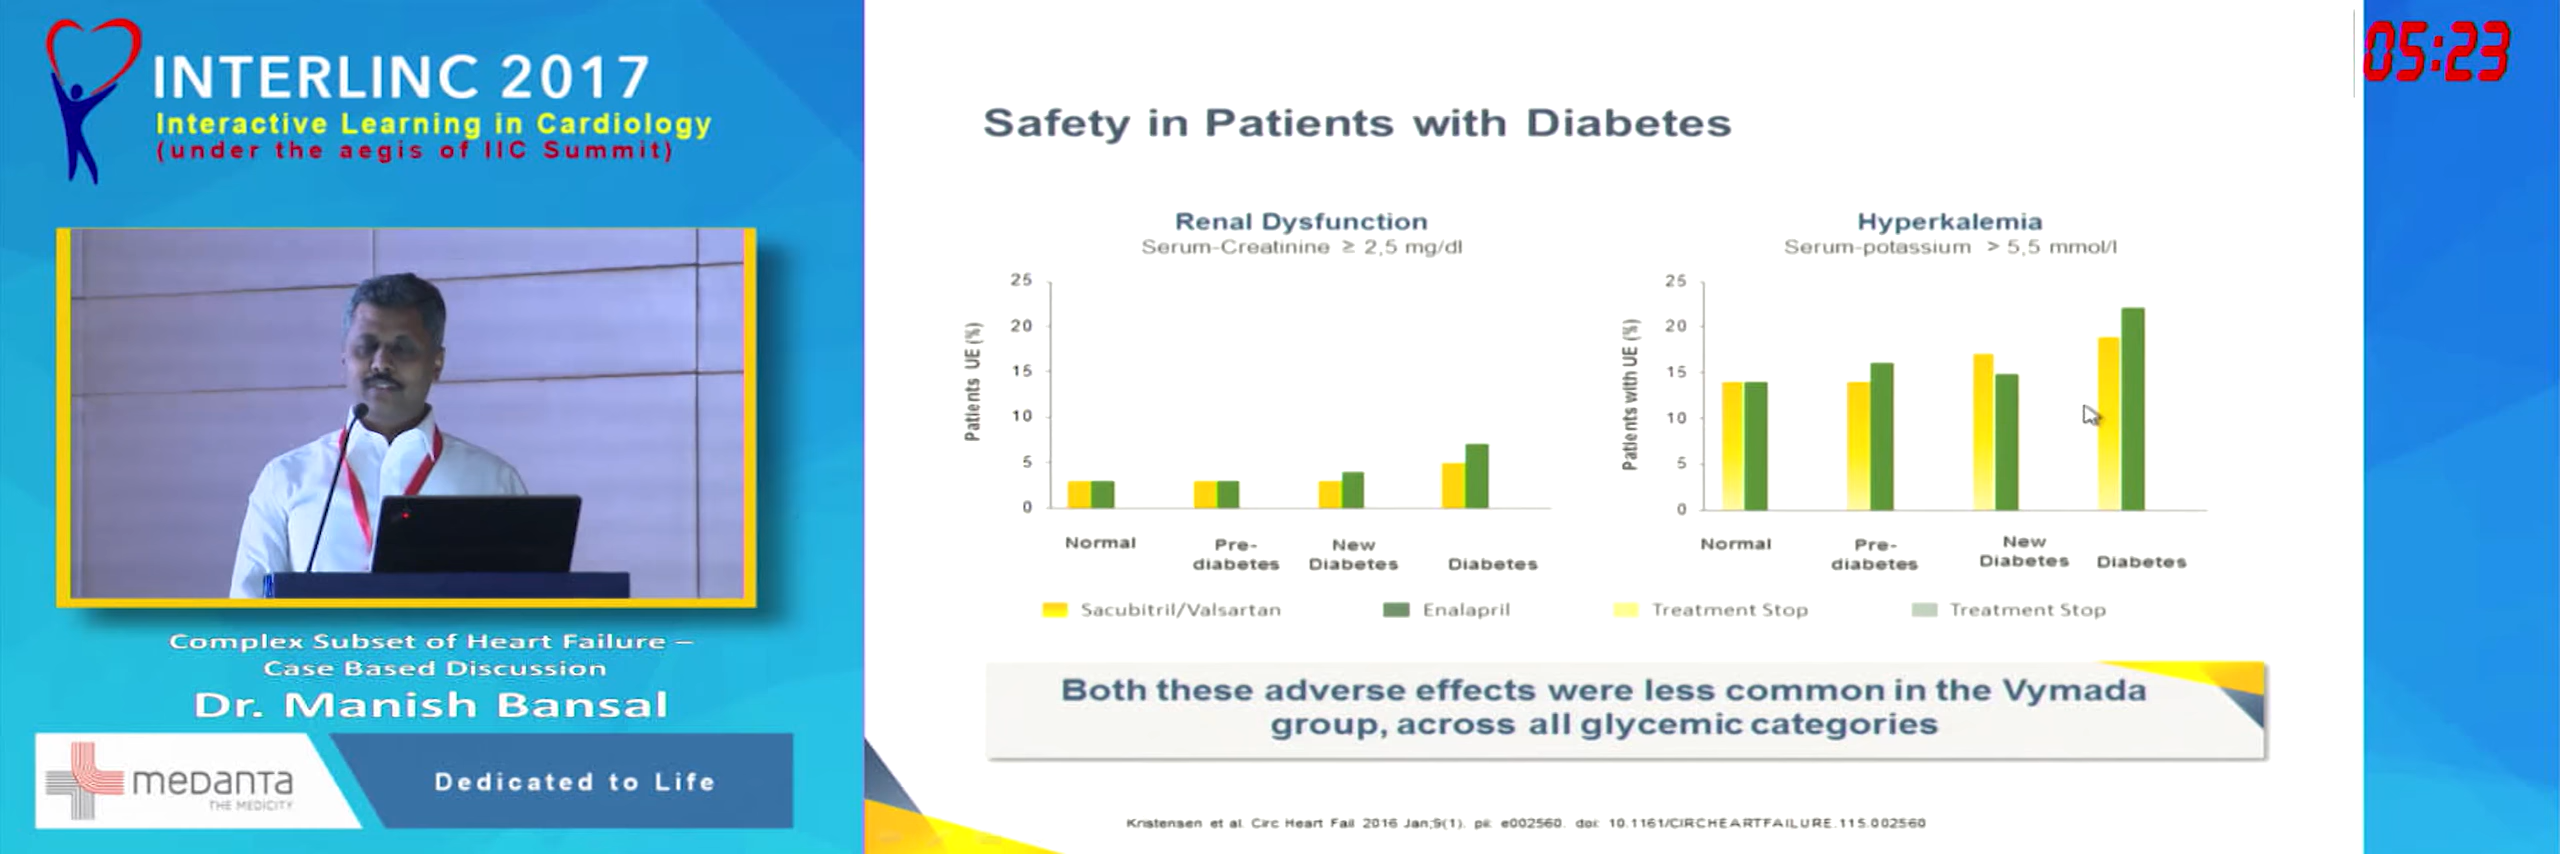 INTERLINC 2017
Interactive Learning in Cardiology
(under the aegis of IIC Summit)
Complex Subset of Heart Failure –
Case Based Discussion
Dr. Manish Bansal
medanta
THE MEDICITY
Dedicated to Life
05:23
Safety in Patients with Diabetes
Renal Dysfunction
Serum-Creatinine ≥ 2,5 mg/dl
Patients UE (%)
25
20
15
10
5
0
Normal
Pre-
diabetes
New
Diabetes
Diabetes
Hyperkalemia
Serum-potassium > 5,5 mmol/l
Patients with UE (%)
25
20
15
10
5
0
Normal
Pre-
diabetes
New
Diabetes
Diabetes
Sacubitril/Valsartan Enalapril Treatment Stop Treatment Stop
Both these adverse effects were less common in the Vymada
group, across all glycemic categories
Kristensen et al. Circ Heart Fail 2016 Jan;9(1). pii: e002560. doi: 10.1161/CIRCHEARTFAILURE.115.002560